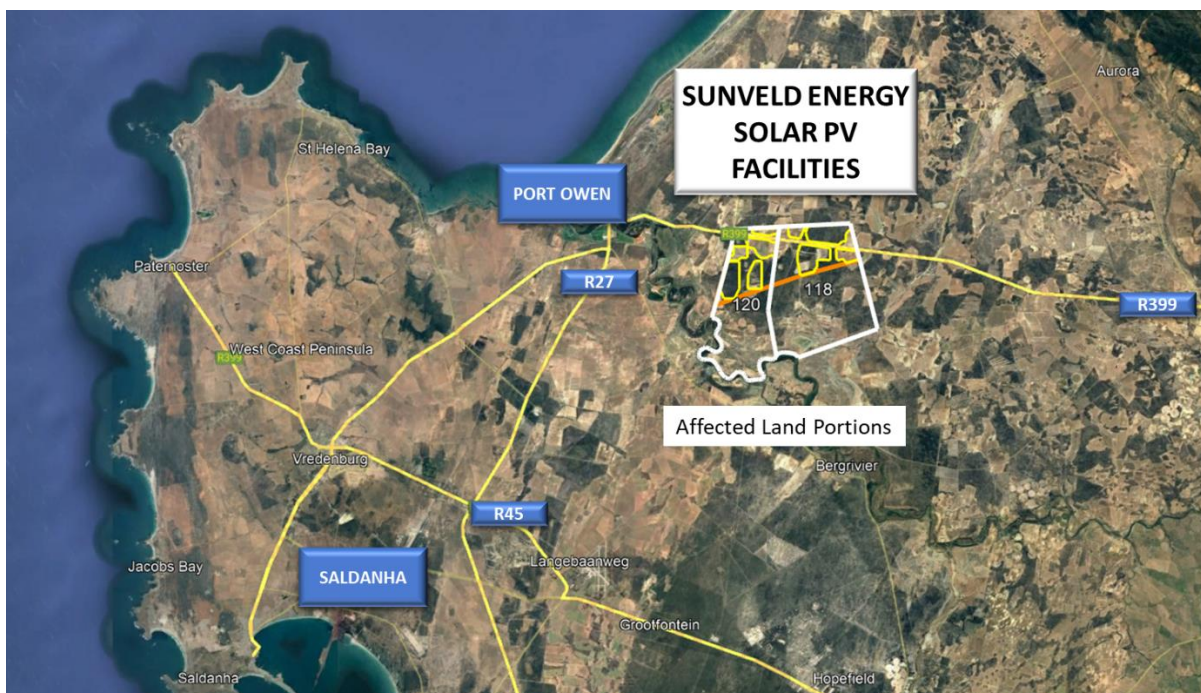 Aurora
SUNVELD ENERGY
SOLAR PV
FACILITIES
St Helena Bay
PORT OWEN
R399
Paternoster
R27
120
118
R399
West Coast Peninsula
R399
Affected Land Portions
Vredenburg
Bergrivier
R45
Jacobs Bay
SALDANHA
Langebaanweg
Grootfontein
Saldanha
Hopefield